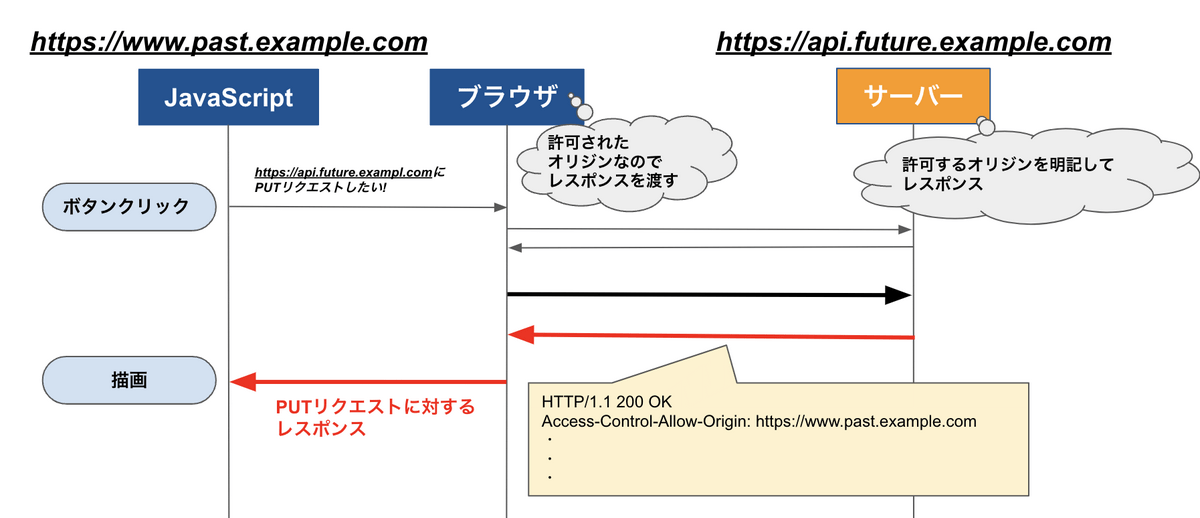 https://www.past.example.com
https://api.future.example.com
JavaScript
ブラウザ
サーバー
許可された
オリジンなので
レスポンスを渡す
許可するオリジンを明記して
レスポンス
https://api.future.exampl.comに
PUTリクエストしたい!
ボタンクリック
描画
PUTリクエストに対する
レスポンス
HTTP/1.1 200 OK
Access-Control-Allow-Origin: https://www.past.example.com
・
・
・